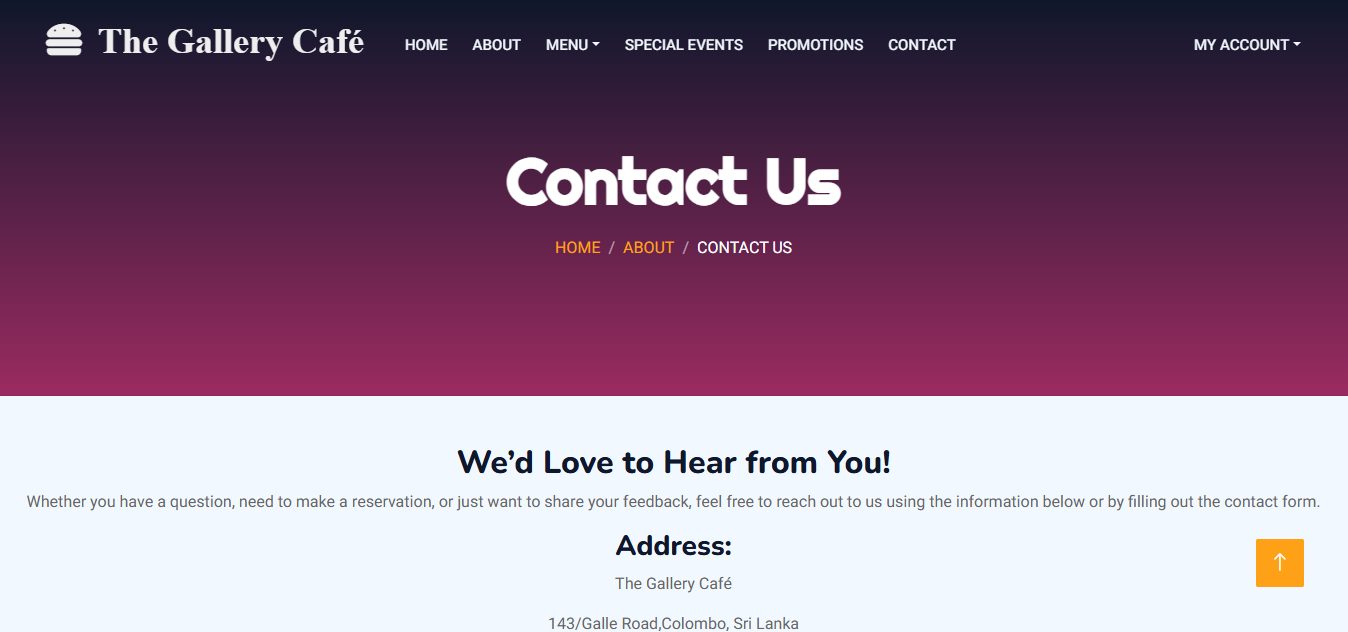 The Gallery Café HOME ABOUT MENU SPECIAL EVENTS PROMOTIONS CONTACT MY ACCOUNT
Contact Us
HOME / ABOUT / CONTACT US
We’d Love to Hear from You!
Whether you have a question, need to make a reservation, or just want to share your feedback, feel free to reach out to us using the information below or by filling out the contact form.
Address:
The Gallery Café
143/Galle Road,Colombo, Sri Lanka